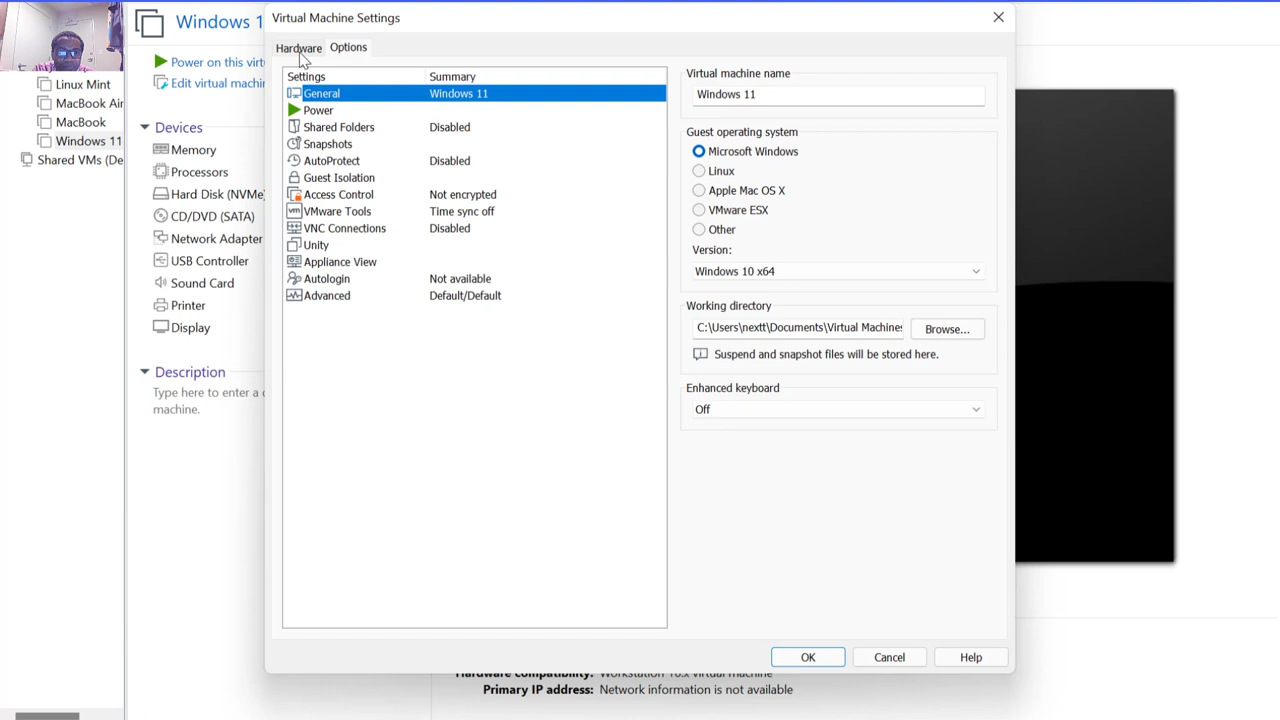 Windows 1
Power on this virt
Edit virtual machin
Linux Mint
MacBook Air
MacBook
Windows 11
Shared VMs (De
Devices
Memory
Processors
Hard Disk (NVMe)
CD/DVD (SATA)
Network Adapter
USB Controller
Sound Card
Printer
Display
Description
Type here to enter a d
machine.
Virtual Machine Settings
Hardware
Options
Settings
Summary
General
Windows 11
Power
Shared Folders
Disabled
Snapshots
AutoProtect
Disabled
Guest Isolation
Access Control
Not encrypted
VMware Tools
Time sync off
VNC Connections
Disabled
Unity
Appliance View
Autologin
Not available
Advanced
Default/Default
Virtual machine name
Windows 11
Guest operating system
Microsoft Windows
Linux
Apple Mac OS X
VMware ESX
Other
Version:
Windows 10 x64
Working directory
C:\Users\nextt\Documents\Virtual Machines
Browse...
Suspend and snapshot files will be stored here.
Enhanced keyboard
Off
OK
Cancel
Help
Hardware compatibility: Workstation 16.x virtual machine
Primary IP address: Network information is not available